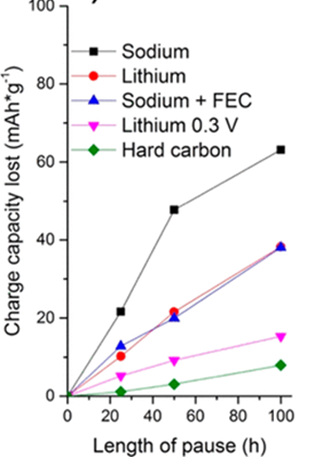 100
Sodium
Lithium
80
Sodium + FEC
Lithium 0.3 V
Hard carbon
60
40
20
0
0 20 40 60 80 100
Charge capacity lost (mAh*g⁻¹)
Length of pause (h)